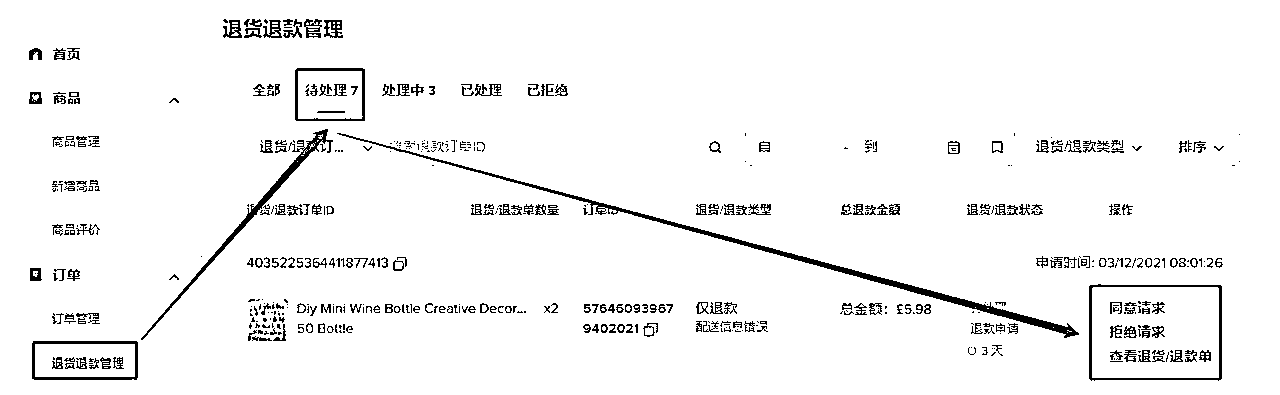 退货退款管理
首页
商品
商品管理
新增商品
商品评价
订单
订单管理
退货退款管理
全部 待处理 7 处理中 3 已处理 已拒绝
退货/退款订... 退货/退款订单ID - 到 退货/退款类型 排序
退货/退款订单ID 退货/退款单数量 订单ID 退货/退款类型 总退款金额 退货/退款状态 操作
4035225364411877413 申请时间: 03/12/2021 08:01:26
Diy Mini Wine Bottle Creative Decor... x2 57646093967 仅退款 总金额: £5.98 同意请求
50 Bottle 9402021 配送信息错误 退款申请 拒绝请求
3 天 查看退货/退款单